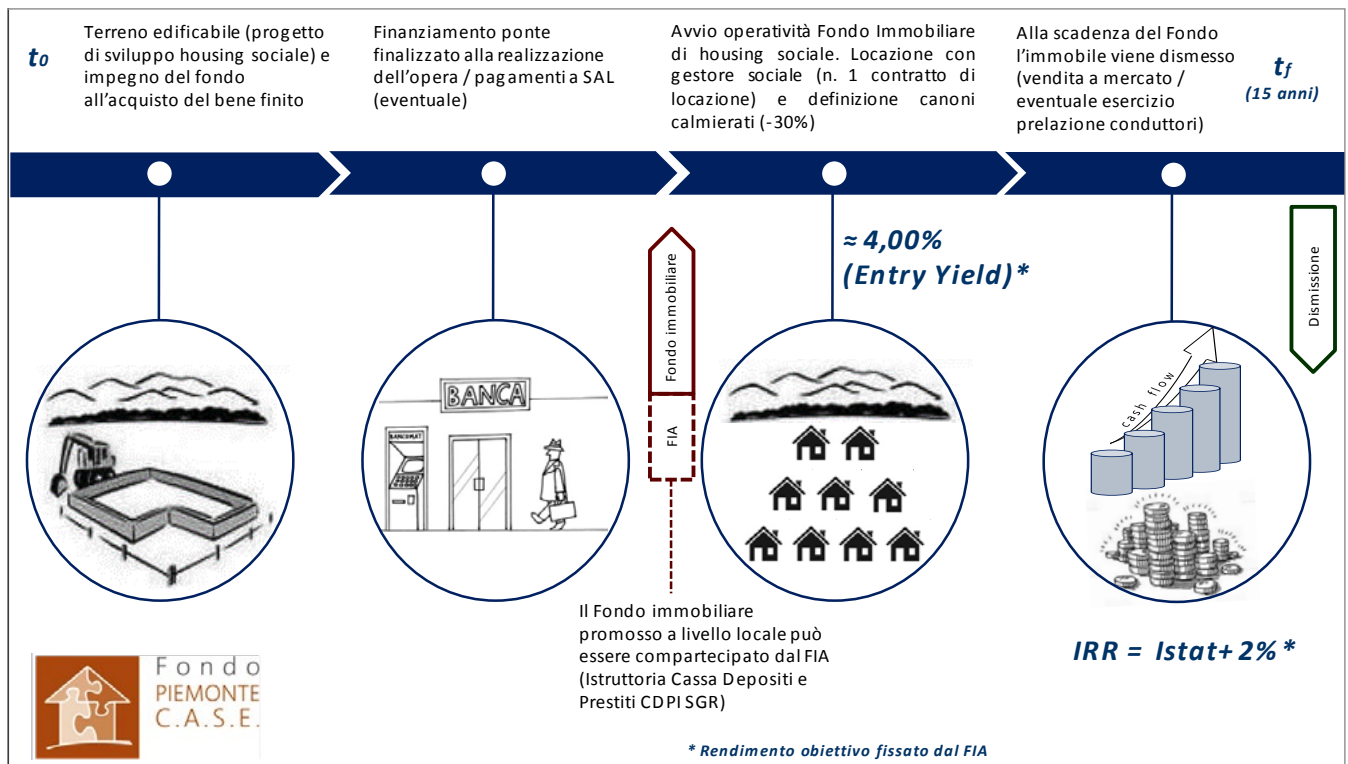 t0
Terreno edificabile (progetto
di sviluppo housing sociale) e
impegno del fondo
all'acquisto del bene finito
Finanziamento ponte
finalizzato alla realizzazione
dell'opera / pagamenti a SAL
(eventuale)
Avvio operatività Fondo Immobiliare
di housing sociale. Locazione con
gestore sociale (n. 1 contratto di
locazione) e definizione canoni
calmierati (-30%)
Alla scadenza del Fondo
l'immobile viene dismesso
(vendita a mercato /
eventuale esercizio
prelazione conduttori)
tf
(15 anni)
Fondo immobiliare
FIA
≈ 4,00%
(Entry Yield)*
Dismissione
BANCA
BANCOMAT
cash flow
Il Fondo immobiliare
promosso a livello locale può
essere compartecipato dal FIA
(Istruttoria Cassa Depositi e
Prestiti CDPI SGR)
IRR = Istat+ 2%*
Fondo
PIEMONTE
C.A.S.E.
* Rendimento obiettivo fissato dal FIA